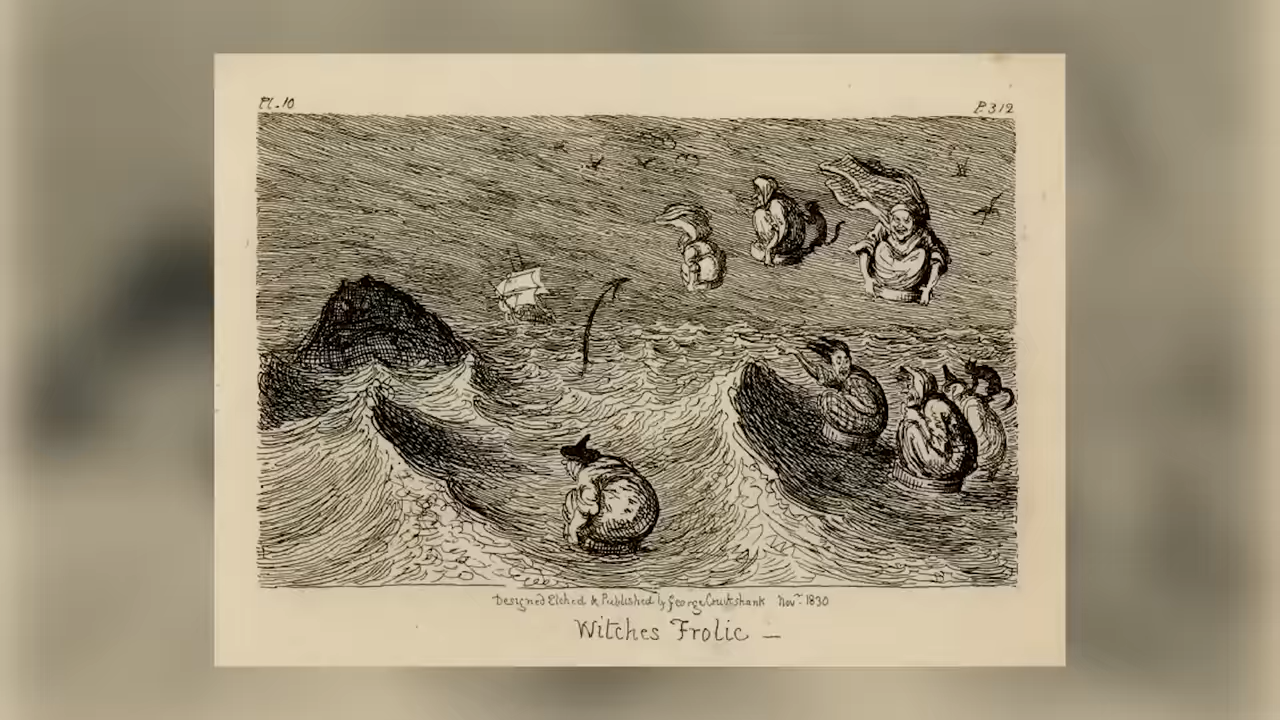 Pl. 10
P. 312
Designed Etched & Published by George Cruikshank Novr. 1830
Witches Frolic —